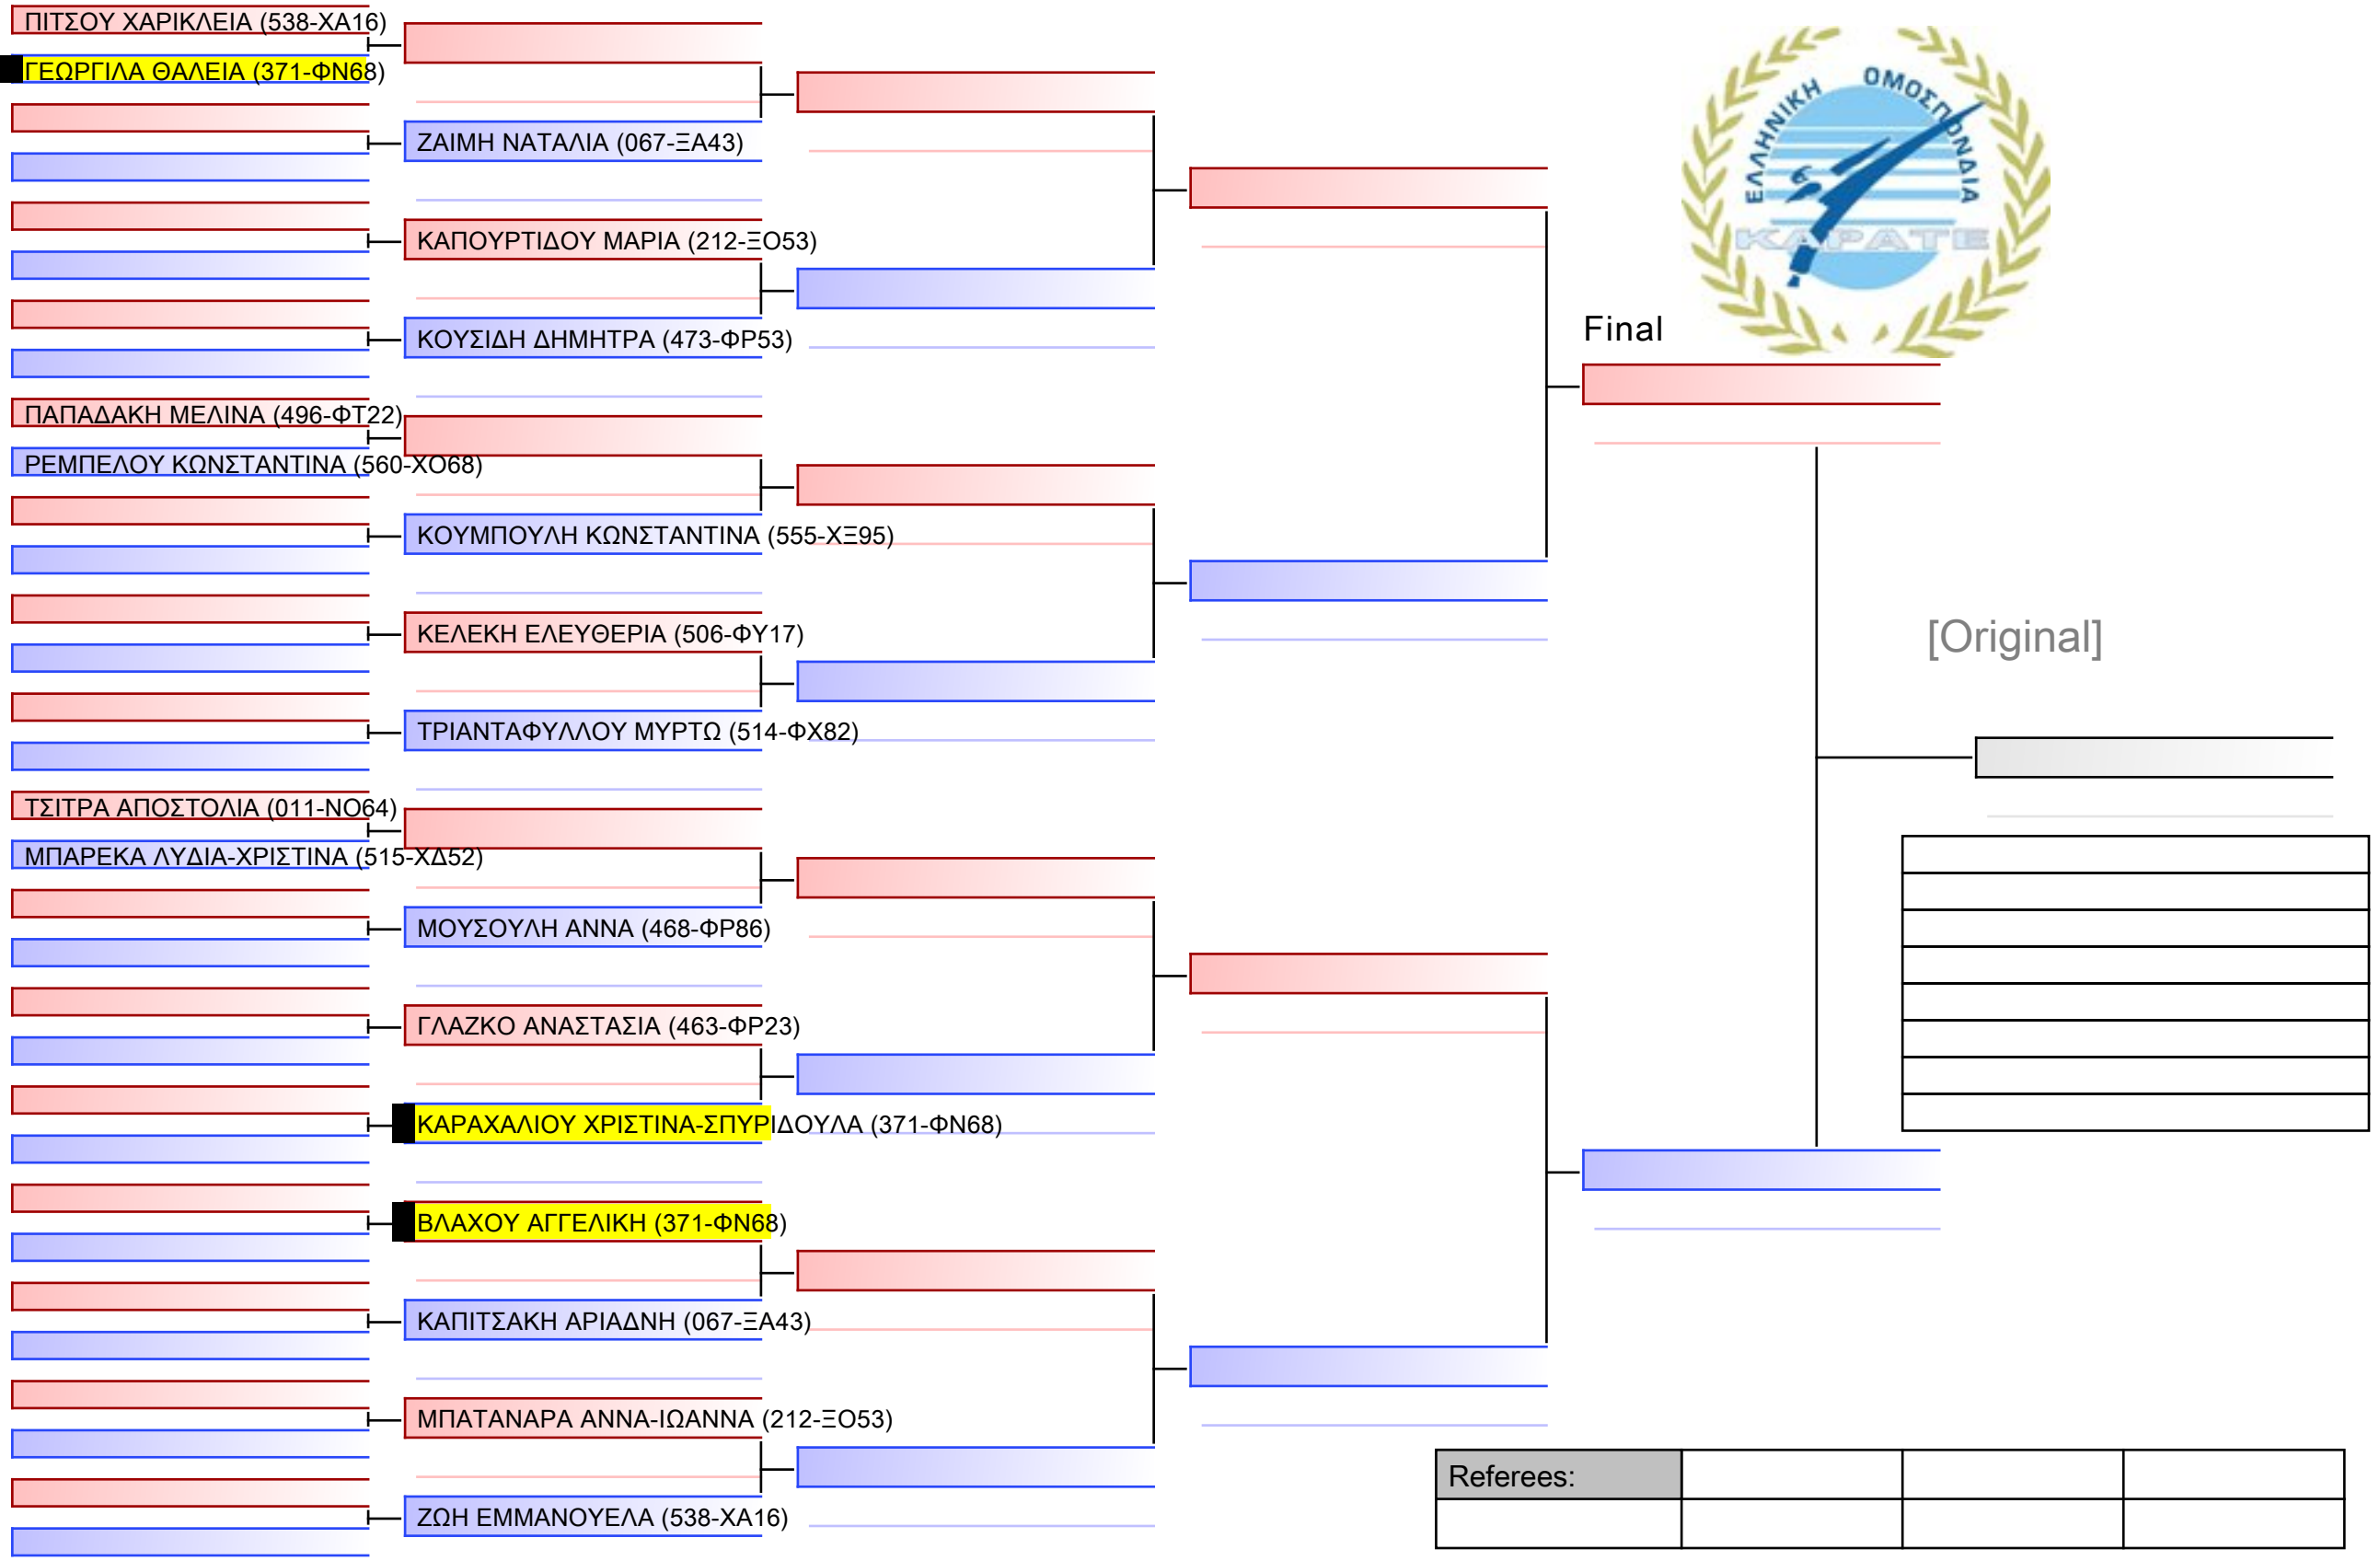 ΠΙΤΣΟΥ ΧΑΡΙΚΛΕΙΑ (538-ΧΑ16)
ΓΕΩΡΓΙΛΑ ΘΑΛΕΙΑ (371-ΦΝ68)
ΖΑΙΜΗ ΝΑΤΑΛΙΑ (067-ΞΑ43)
ΚΑΠΟΥΡΤΙΔΟΥ ΜΑΡΙΑ (212-ΞΟ53)
ΚΟΥΣΙΔΗ ΔΗΜΗΤΡΑ (473-ΦΡ53)
ΠΑΠΑΔΑΚΗ ΜΕΛΙΝΑ (496-ΦΤ22)
ΡΕΜΠΕΛΟΥ ΚΩΝΣΤΑΝΤΙΝΑ (560-ΧΟ68)
ΚΟΥΜΠΟΥΛΗ ΚΩΝΣΤΑΝΤΙΝΑ (555-ΧΞ95)
ΚΕΛΕΚΗ ΕΛΕΥΘΕΡΙΑ (506-ΦΥ17)
ΤΡΙΑΝΤΑΦΥΛΛΟΥ ΜΥΡΤΩ (514-ΦΧ82)
ΤΣΙΤΡΑ ΑΠΟΣΤΟΛΙΑ (011-ΝΟ64)
ΜΠΑΡΕΚΑ ΛΥΔΙΑ-ΧΡΙΣΤΙΝΑ (515-ΧΔ52)
ΜΟΥΣΟΥΛΗ ΑΝΝΑ (468-ΦΡ86)
ΓΛΑΖΚΟ ΑΝΑΣΤΑΣΙΑ (463-ΦΡ23)
ΚΑΡΑΧΑΛΙΟΥ ΧΡΙΣΤΙΝΑ-ΣΠΥΡΙΔΟΥΛΑ (371-ΦΝ68)
ΒΛΑΧΟΥ ΑΓΓΕΛΙΚΗ (371-ΦΝ68)
ΚΑΠΙΤΣΑΚΗ ΑΡΙΑΔΝΗ (067-ΞΑ43)
ΜΠΑΤΑΝΑΡΑ ΑΝΝΑ-ΙΩΑΝΝΑ (212-ΞΟ53)
ΖΩΗ ΕΜΜΑΝΟΥΕΛΑ (538-ΧΑ16)
ΕΛΛΗΝΙΚΗ ΟΜΟΣΠΟΝΔΙΑ
ΚΑΡΑΤΕ
Final
[Original]
Referees: